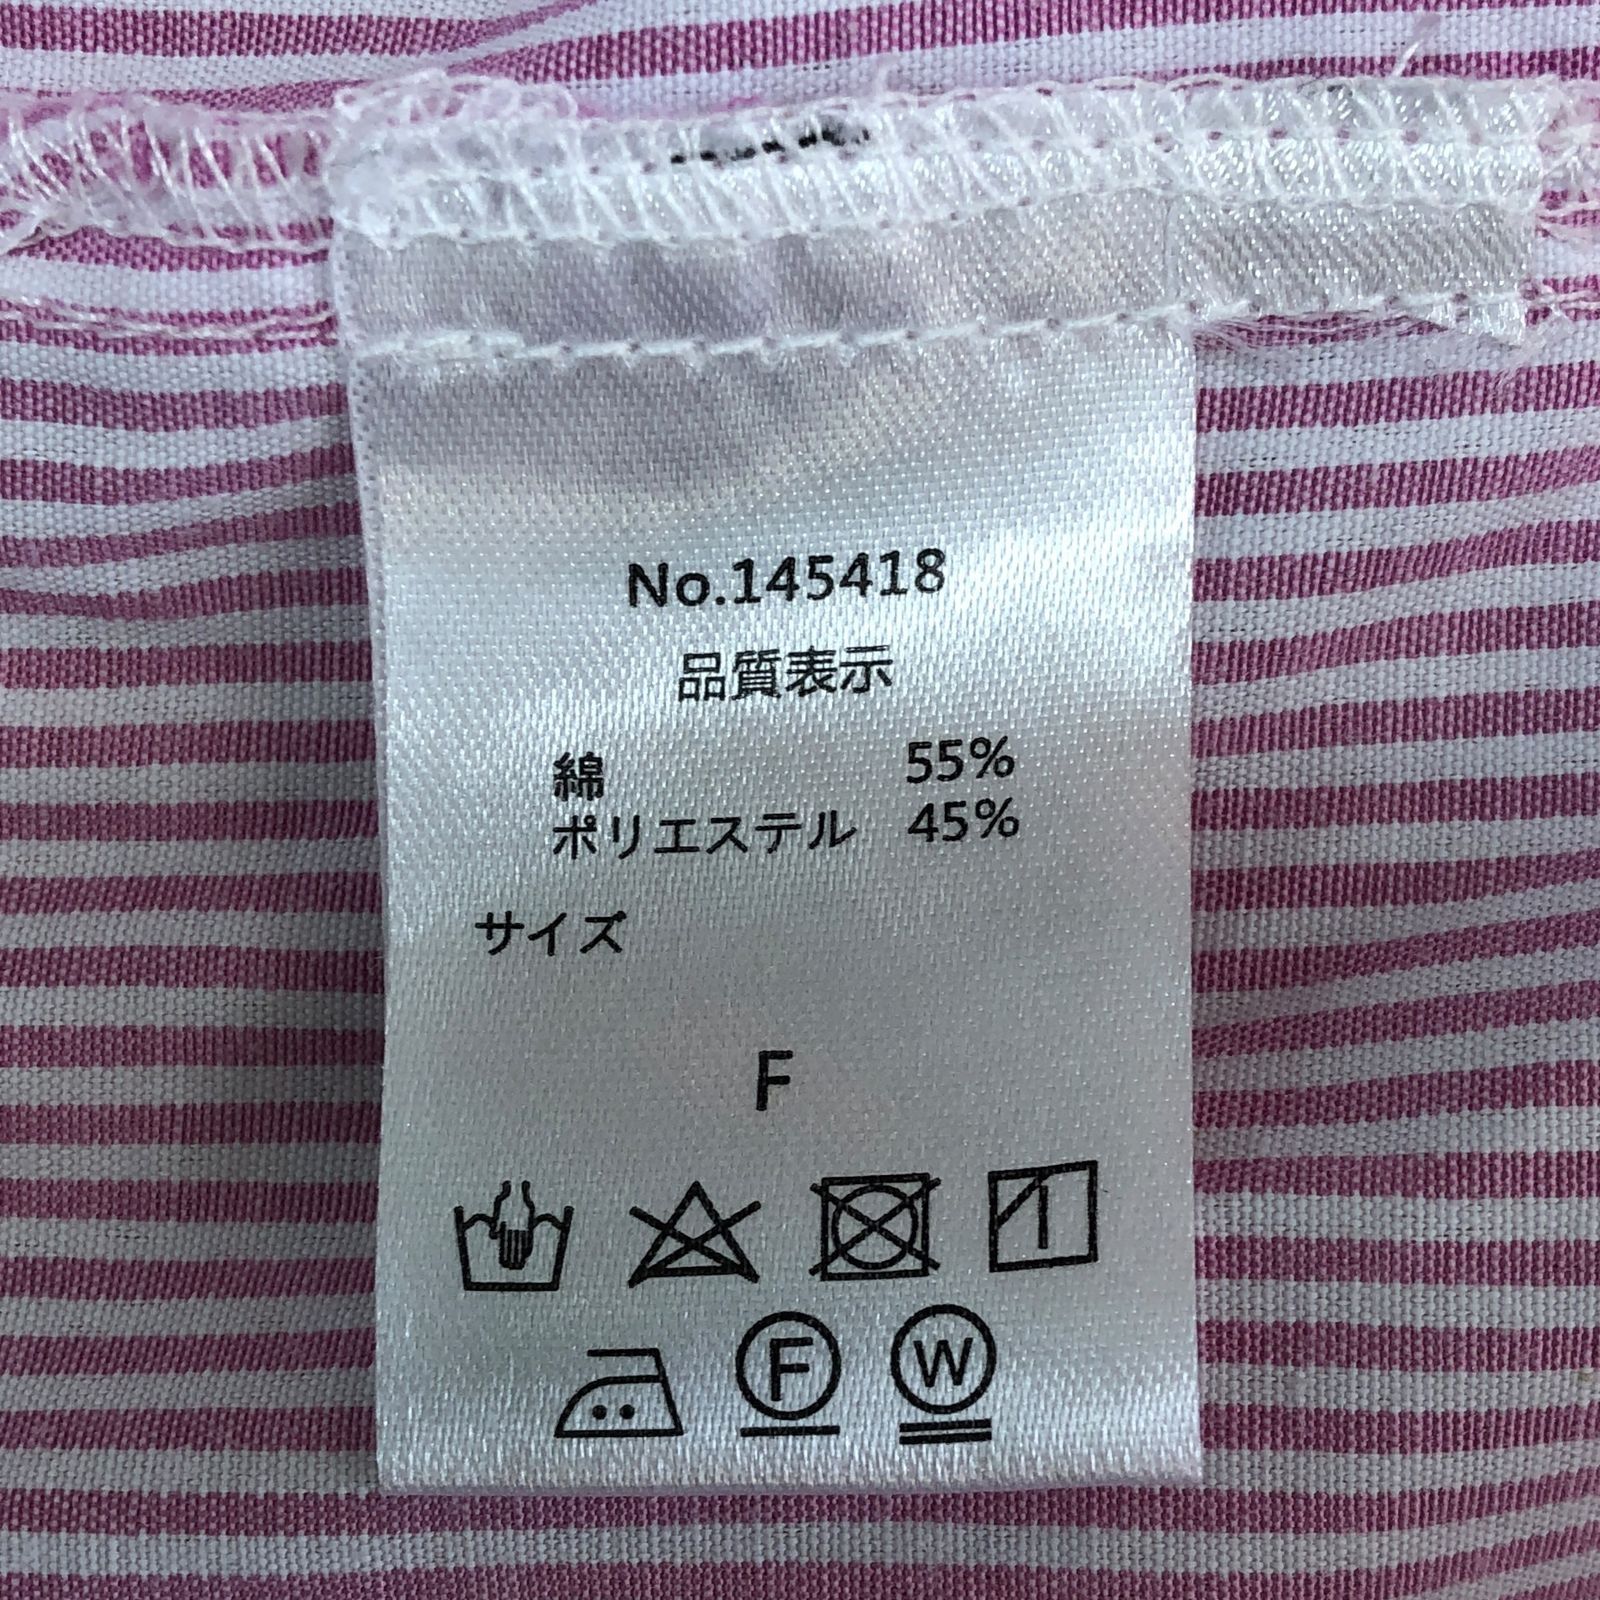 No.145418
品質表示
綿 55%
ポリエステル 45%
サイズ
F
F W